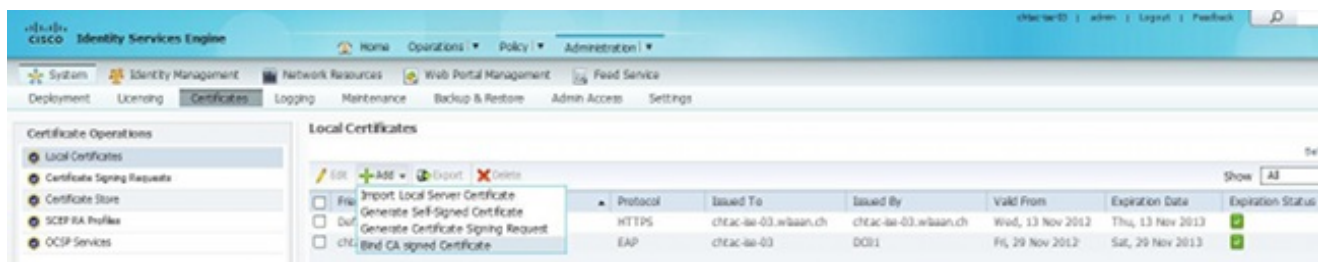 chtac-ise-03 | admin | Logout | Feedback
CISCO Identity Services Engine
Home Operations Policy Administration
System Identity Management Network Resources Web Portal Management Feed Service
Deployment Licensing Certificates Logging Maintenance Backup & Restore Admin Access Settings
Certificate Operations
Local Certificates
Certificate Signing Requests
Certificate Store
SCEP RA Profiles
OCSP Services
Local Certificates
Edit Add Export Delete
Show All
Import Local Server Certificate
Generate Self-Signed Certificate
Generate Certificate Signing Request
Bind CA signed Certificate
Protocol Issued To Issued By Valid From Expiration Date Expiration Status
HTTPS chtac-ise-03.wlaaan.ch chtac-ise-03.wlaaan.ch Wed, 13 Nov 2012 Thu, 13 Nov 2013
EAP chtac-ise-03 DC01 Fri, 29 Nov 2012 Sat, 29 Nov 2013